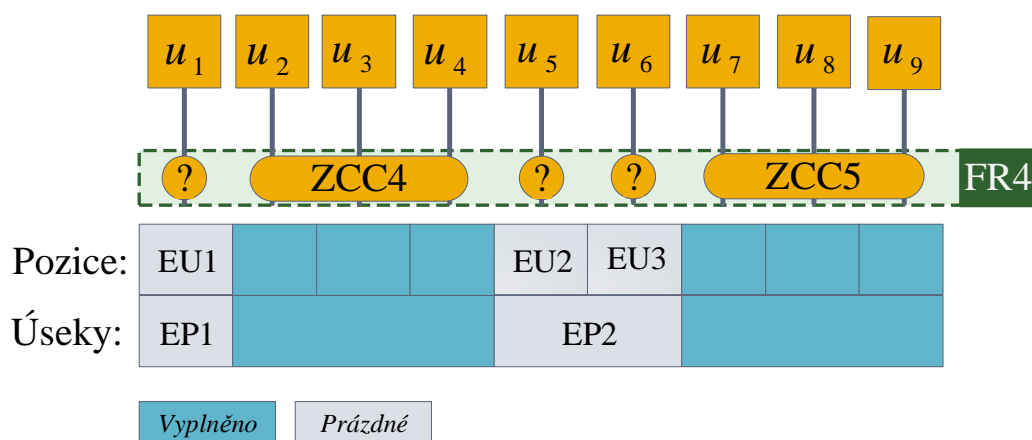 u1 u2 u3 u4 u5 u6 u7 u8 u9
? ZCC4 ? ? ZCC5 FR4
Pozice: EU1 EU2 EU3
Úseky: EP1 EP2
Vyplněno Prázdné